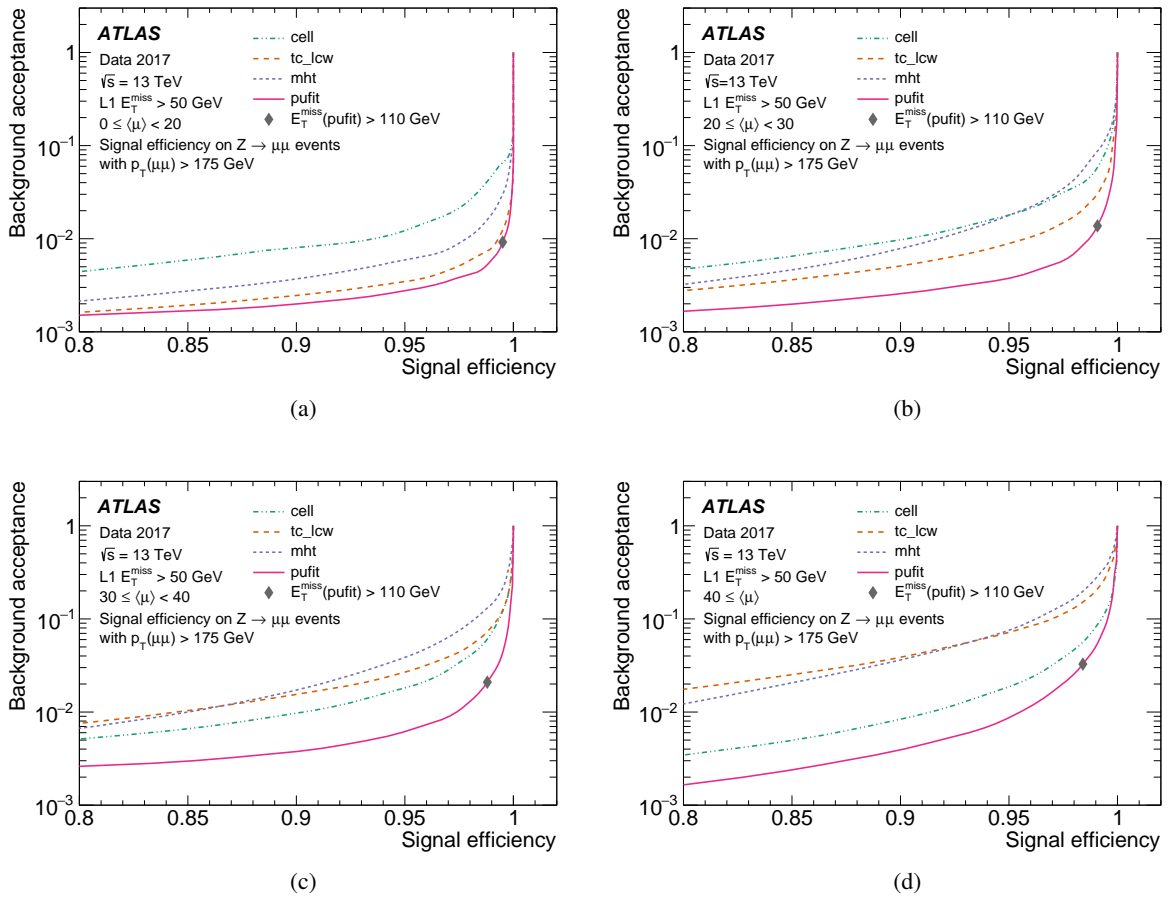 ATLAS
Data 2017
√s = 13 TeV
L1 E_T^miss > 50 GeV
0 ≤ ⟨μ⟩ < 20
Signal efficiency on Z → μμ events
with p_T(μμ) > 175 GeV
cell
tc_lcw
mht
pufit
E_T^miss(pufit) > 110 GeV
Background acceptance
1
10⁻¹
10⁻²
10⁻³
0.8 0.85 0.9 0.95 1
Signal efficiency
(a)
ATLAS
Data 2017
√s=13 TeV
L1 E_T^miss > 50 GeV
20 ≤ ⟨μ⟩ < 30
Signal efficiency on Z → μμ events
with p_T(μμ) > 175 GeV
cell
tc_lcw
mht
pufit
E_T^miss(pufit) > 110 GeV
Background acceptance
1
10⁻¹
10⁻²
10⁻³
0.8 0.85 0.9 0.95 1
Signal efficiency
(b)
ATLAS
Data 2017
√s = 13 TeV
L1 E_T^miss > 50 GeV
30 ≤ ⟨μ⟩ < 40
Signal efficiency on Z → μμ events
with p_T(μμ) > 175 GeV
cell
tc_lcw
mht
pufit
E_T^miss(pufit) > 110 GeV
Background acceptance
1
10⁻¹
10⁻²
10⁻³
0.8 0.85 0.9 0.95 1
Signal efficiency
(c)
ATLAS
Data 2017
√s = 13 TeV
L1 E_T^miss > 50 GeV
40 ≤ ⟨μ⟩
Signal efficiency on Z → μμ events
with p_T(μμ) > 175 GeV
cell
tc_lcw
mht
pufit
E_T^miss(pufit) > 110 GeV
Background acceptance
1
10⁻¹
10⁻²
10⁻³
0.8 0.85 0.9 0.95 1
Signal efficiency
(d)